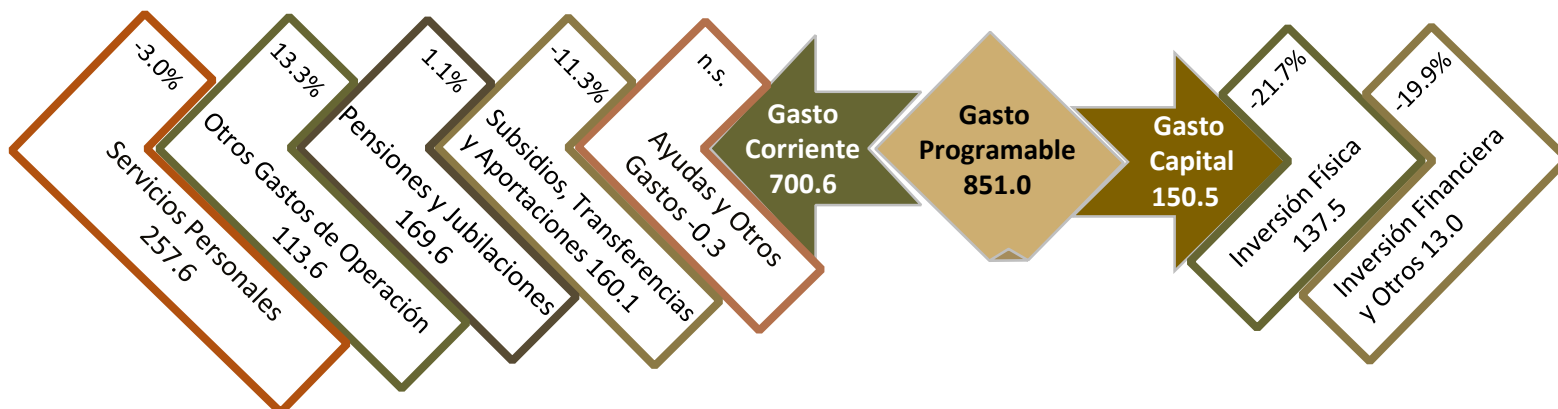 -3.0%
Servicios Personales
257.6
13.3%
Otros Gastos de Operación
113.6
1.1%
Pensiones y Jubilaciones
169.6
-11.3%
Subsidios, Transferencias
y Aportaciones 160.1
n.s.
Ayudas y Otros
Gastos -0.3
Gasto
Corriente
700.6
Gasto
Programable
851.0
Gasto
Capital
150.5
-21.7%
Inversión Física
137.5
-19.9%
Inversión Financiera
y Otros 13.0